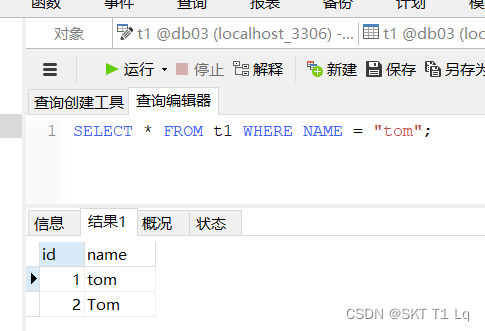 函数 事件 查询 报表 备份 计划
对象 t1 @db03 (localhost_3306) -... t1 @db03 (loc
运行 停止 解释 新建 保存 另存为
查询创建工具 查询编辑器
1 SELECT * FROM t1 WHERE NAME = "tom";
信息 结果1 概况 状态
id name
1 tom
2 Tom
CSDN @SKT T1 Lq